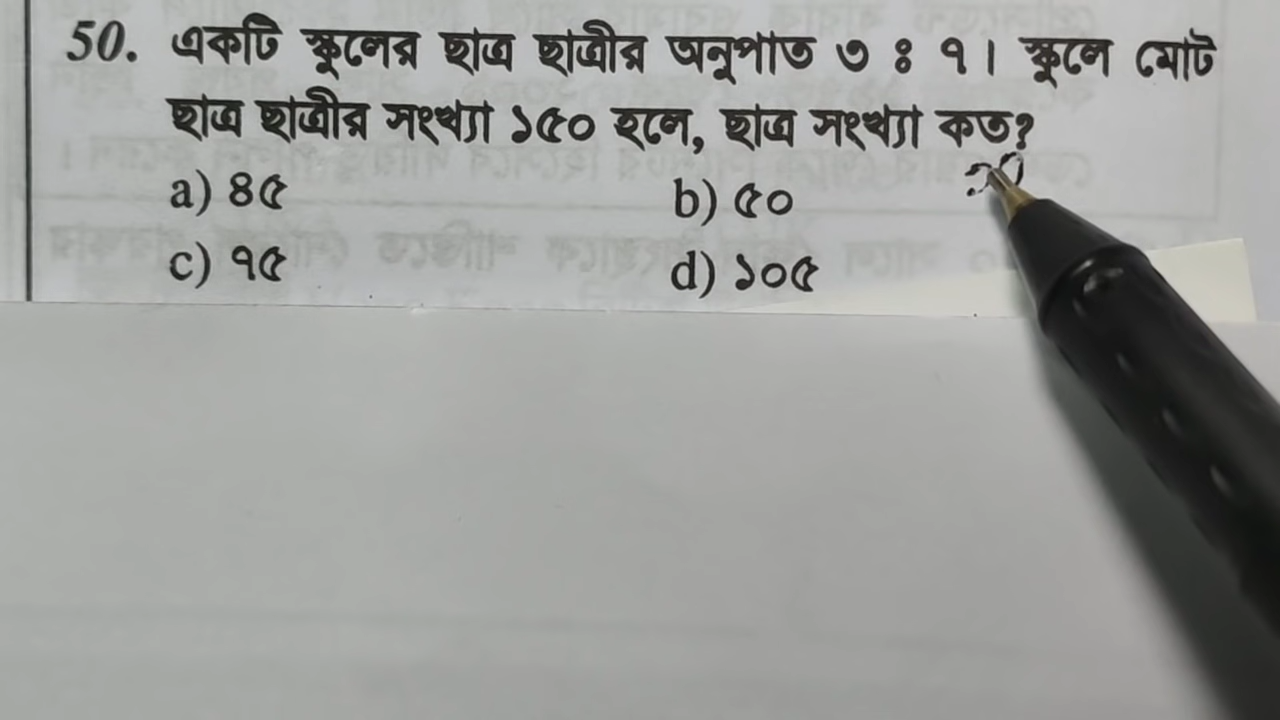 50. একটি স্কুলের ছাত্র ছাত্রীর অনুপাত ৩ ঃ ৭। স্কুলে মোট
ছাত্র ছাত্রীর সংখ্যা ১৫০ হলে, ছাত্র সংখ্যা কত?
a) ৪৫ b) ৫০
c) ৭৫ d) ১০৫